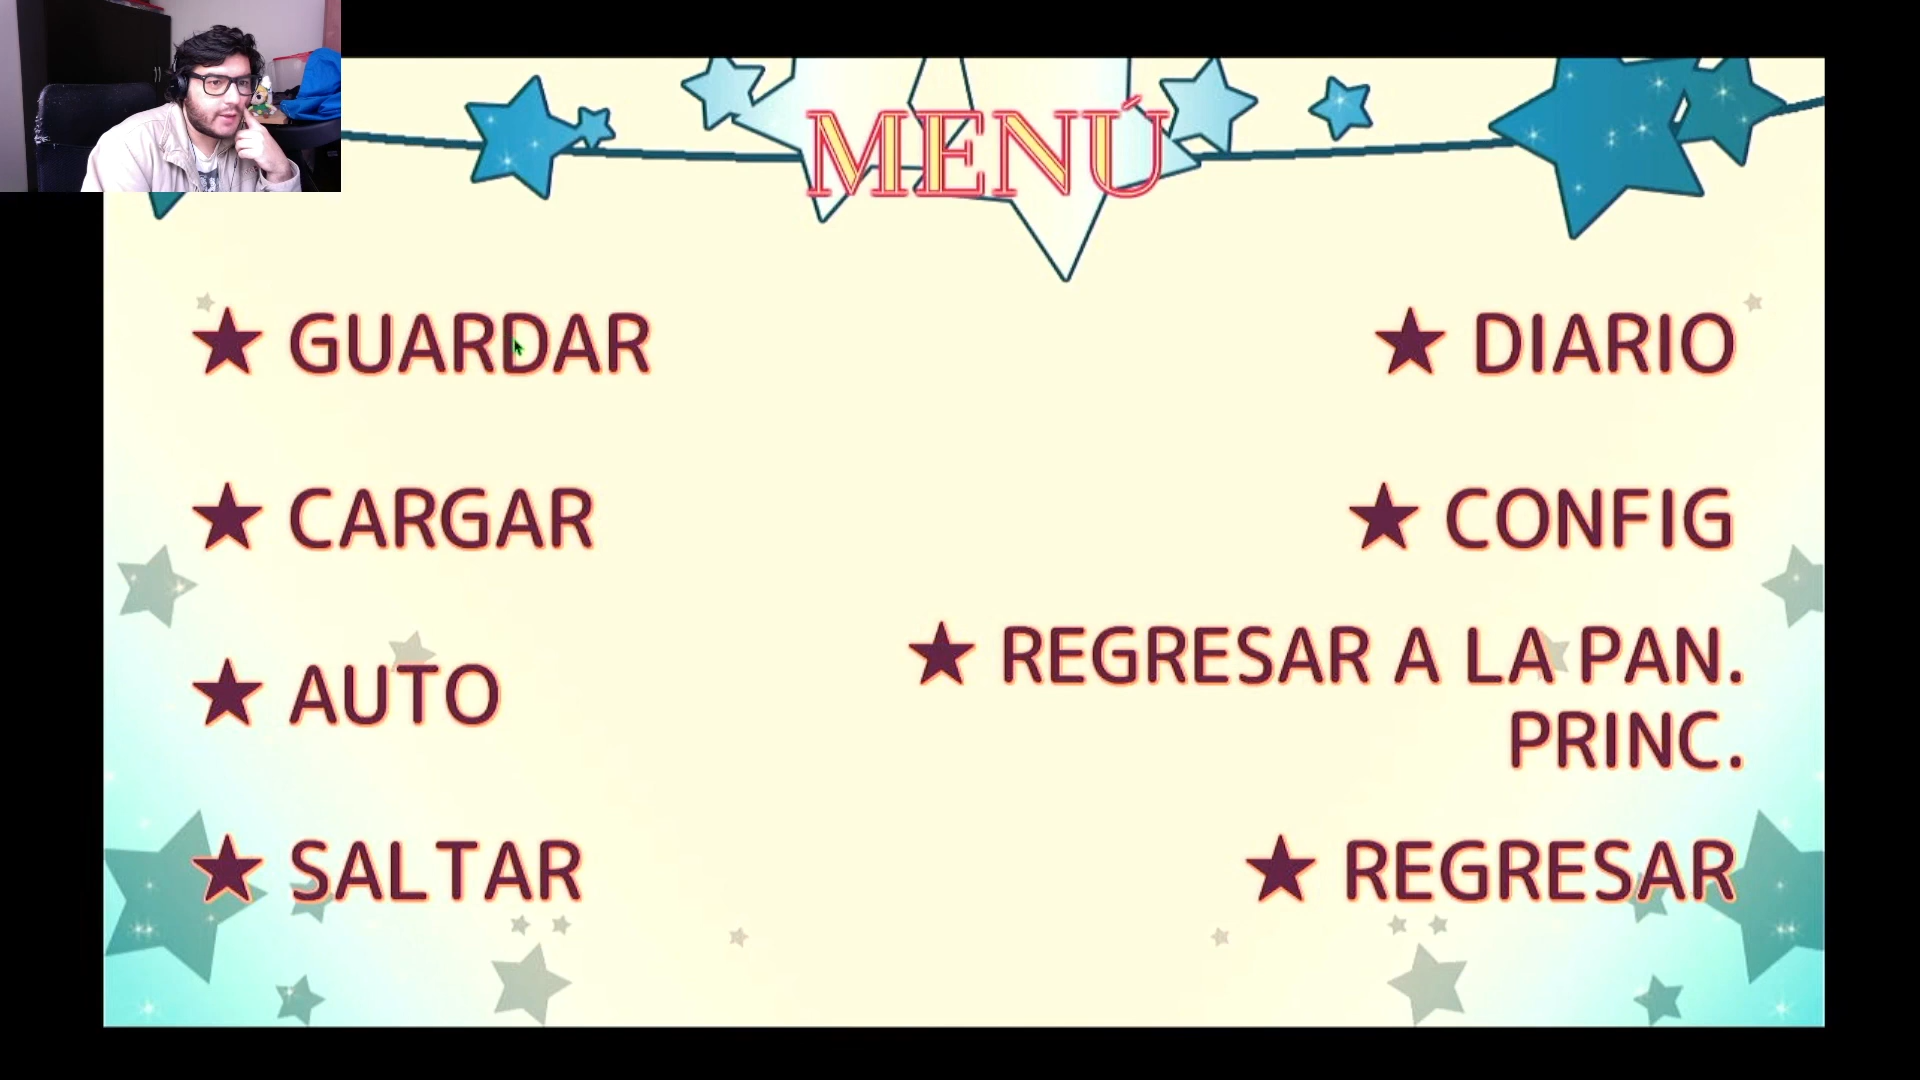 MENÚ
★ GUARDAR
★ DIARIO
★ CARGAR
★ CONFIG
★ AUTO
★ REGRESAR A LA PAN.
PRINC.
★ SALTAR
★ REGRESAR